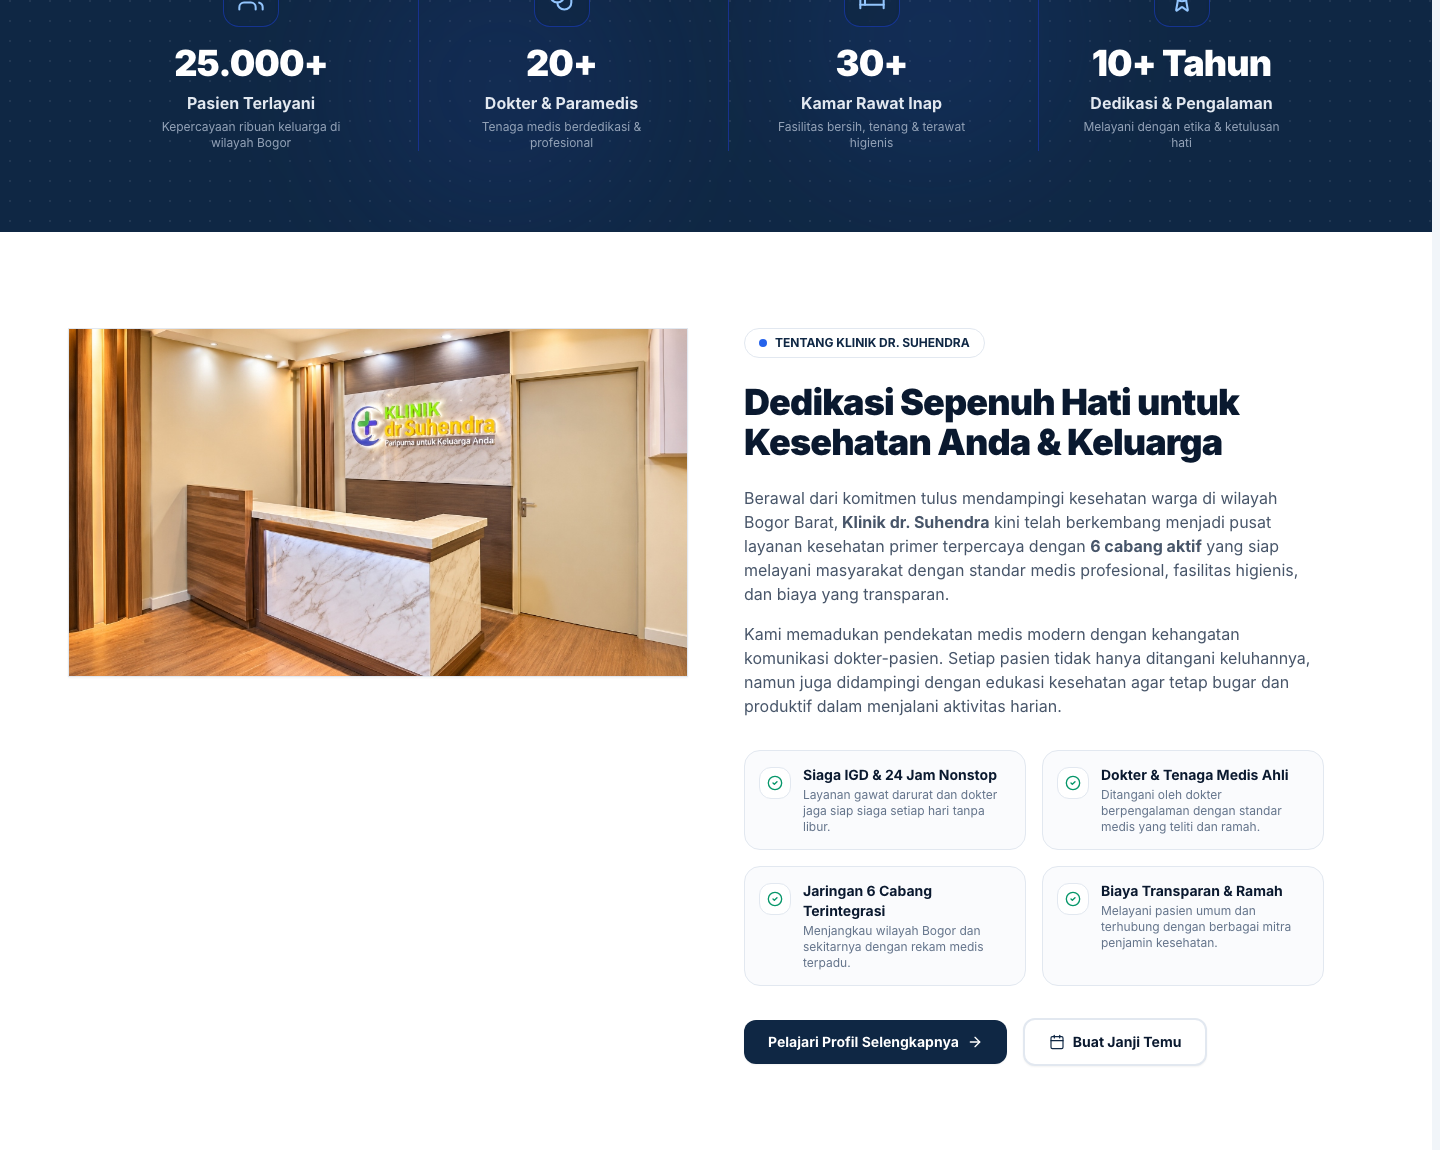 25.000+
Pasien Terlayani
Kepercayaan ribuan keluarga di
wilayah Bogor
20+
Dokter & Paramedis
Tenaga medis berdedikasi &
profesional
30+
Kamar Rawat Inap
Fasilitas bersih, tenang & terawat
higienis
10+ Tahun
Dedikasi & Pengalaman
Melayani dengan etika & ketulusan
hati
KLINIK
dr Suhendra
Paripurna untuk Keluarga Anda
TENTANG KLINIK DR. SUHENDRA
Dedikasi Sepenuh Hati untuk
Kesehatan Anda & Keluarga
Berawal dari komitmen tulus mendampingi kesehatan warga di wilayah
Bogor Barat, Klinik dr. Suhendra kini telah berkembang menjadi pusat
layanan kesehatan primer terpercaya dengan 6 cabang aktif yang siap
melayani masyarakat dengan standar medis profesional, fasilitas higienis,
dan biaya yang transparan.
Kami memadukan pendekatan medis modern dengan kehangatan
komunikasi dokter-pasien. Setiap pasien tidak hanya ditangani keluhannya,
namun juga didampingi dengan edukasi kesehatan agar tetap bugar dan
produktif dalam menjalani aktivitas harian.
Siaga IGD & 24 Jam Nonstop
Layanan gawat darurat dan dokter
jaga siap siaga setiap hari tanpa
libur.
Dokter & Tenaga Medis Ahli
Ditangani oleh dokter
berpengalaman dengan standar
medis yang teliti dan ramah.
Jaringan 6 Cabang
Terintegrasi
Menjangkau wilayah Bogor dan
sekitarnya dengan rekam medis
terpadu.
Biaya Transparan & Ramah
Melayani pasien umum dan
terhubung dengan berbagai mitra
penjamin kesehatan.
Pelajari Profil Selengkapnya
Buat Janji Temu